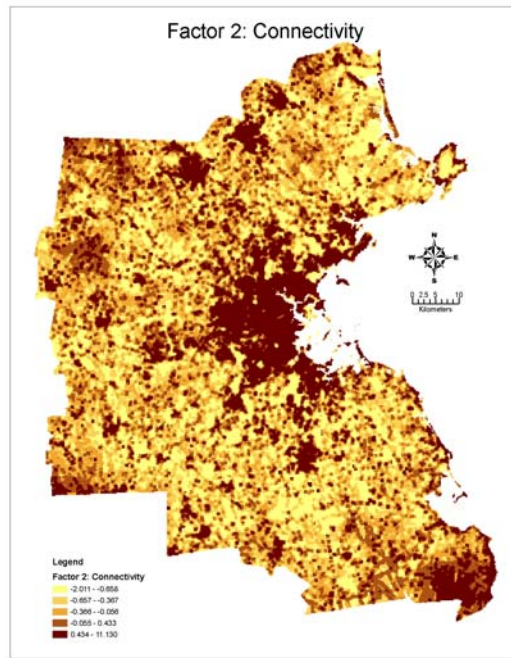 Factor 2: Connectivity
N
W E
S
0 2.5 5 10
Kilometers
Legend
Factor 2: Connectivity
-2.011 - -0.658
-0.657 - -0.367
-0.366 - -0.056
-0.055 - 0.433
0.434 - 11.130